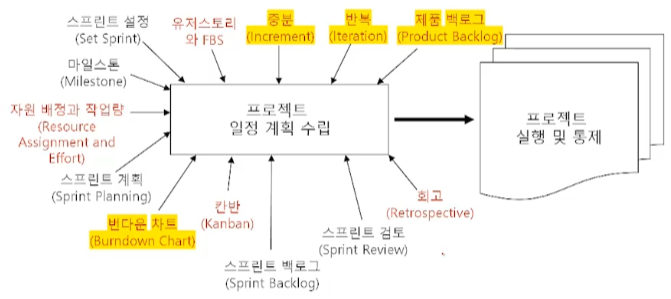 스프린트 설정
(Set Sprint)
유저스토리
와 FBS
증분
(Increment)
반복
(Iteration)
제품 백로그
(Product Backlog)
마일스톤
(Milestone)
자원 배정과 작업량
(Resource
Assignment and
Effort)
스프린트 계획
(Sprint Planning)
프로젝트
일정 계획 수립
프로젝트
실행 및 통제
번다운 차트
(Burndown Chart)
칸반
(Kanban)
스프린트 백로그
(Sprint Backlog)
스프린트 검토
(Sprint Review)
회고
(Retrospective)